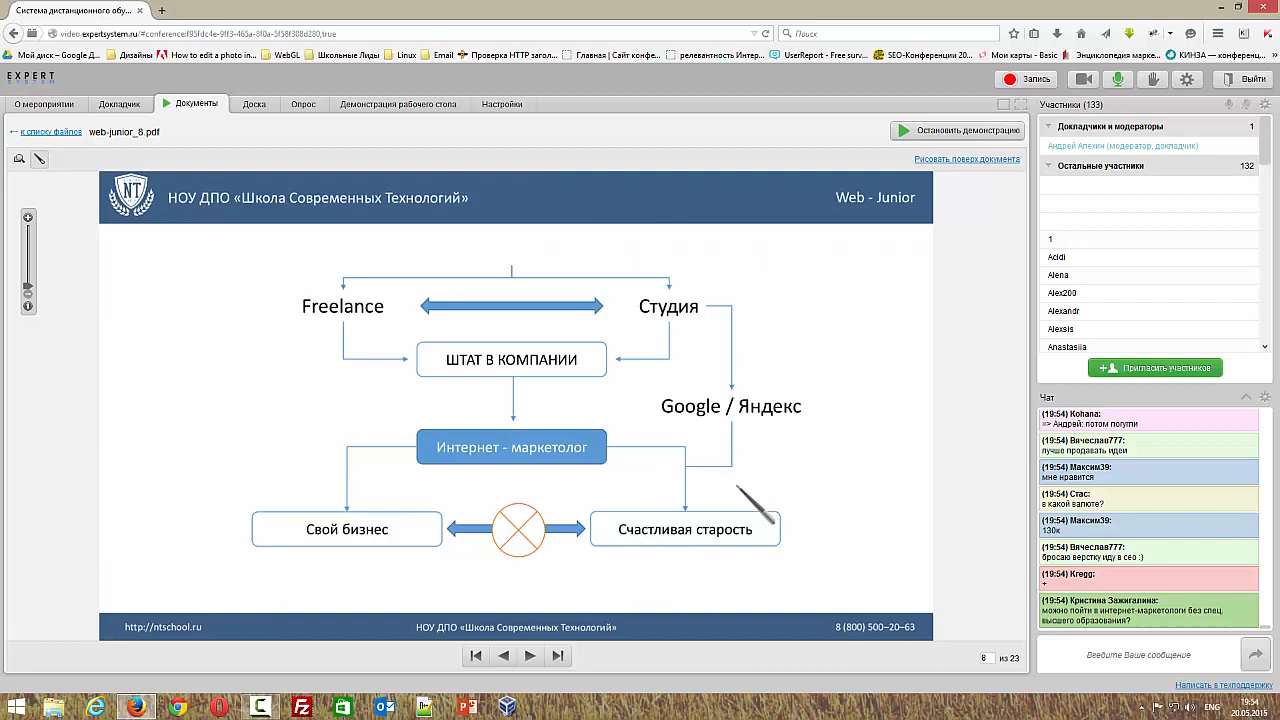 Система дистанционного обу...
video.expertsystem.ru/#conference:f95fdc4e-9ff3-465a-8f0a-5f58f308d280,true
Поиск
Мой диск — Google Д...
Дизайны
How to edit a photo in...
WebGL
Школьные Лиды
Linux
Email
Проверка HTTP загол...
Главная | Сайт конфе...
релевантность Интер...
UserReport - Free surv...
SEO-Конференции 20...
Мои карты - Basic
Энциклопедия марке...
КИНЗА — конференц...
EXPERT
SYSTEM
Запись
Выйти
О мероприятии
Докладчик
Документы
Доска
Опрос
Демонстрация рабочего стола
Настройки
← к списку файлов web-junior_8.pdf
Остановить демонстрацию
Рисовать поверх документа
NT
НОУ ДПО «Школа Современных Технологий»
Web - Junior
Freelance
Студия
ШТАТ В КОМПАНИИ
Google / Яндекс
Интернет - маркетолог
Свой бизнес
Счастливая старость
http://ntschool.ru
НОУ ДПО «Школа Современных Технологий»
8 (800) 500–20–63
8 из 23
Участники (133)
Докладчики и модераторы 1
Андрей Алехин (модератор, докладчик)
Остальные участники 132
1
Acidi
Alena
Alex200
Alexandr
Alexsis
Anastasiia
Пригласить участников
Чат
(19:54) Kohana:
=> Андрей: потом погугли
(19:54) Вячеслав777:
лучше продавать идеи
(19:54) Максим39:
мне нравится
(19:54) Стас:
в какой валюте?
(19:54) Максим39:
130к
(19:54) Вячеслав777:
бросаю верстку иду в сео :)
(19:54) Kregg:
+
(19:54) Кристина Зажигалина:
можно пойти в интернет-маркетологи без спец.
высшего образования?
Введите Ваше сообщение
Написать в техподдержку
ENG
19:54
20.05.2015